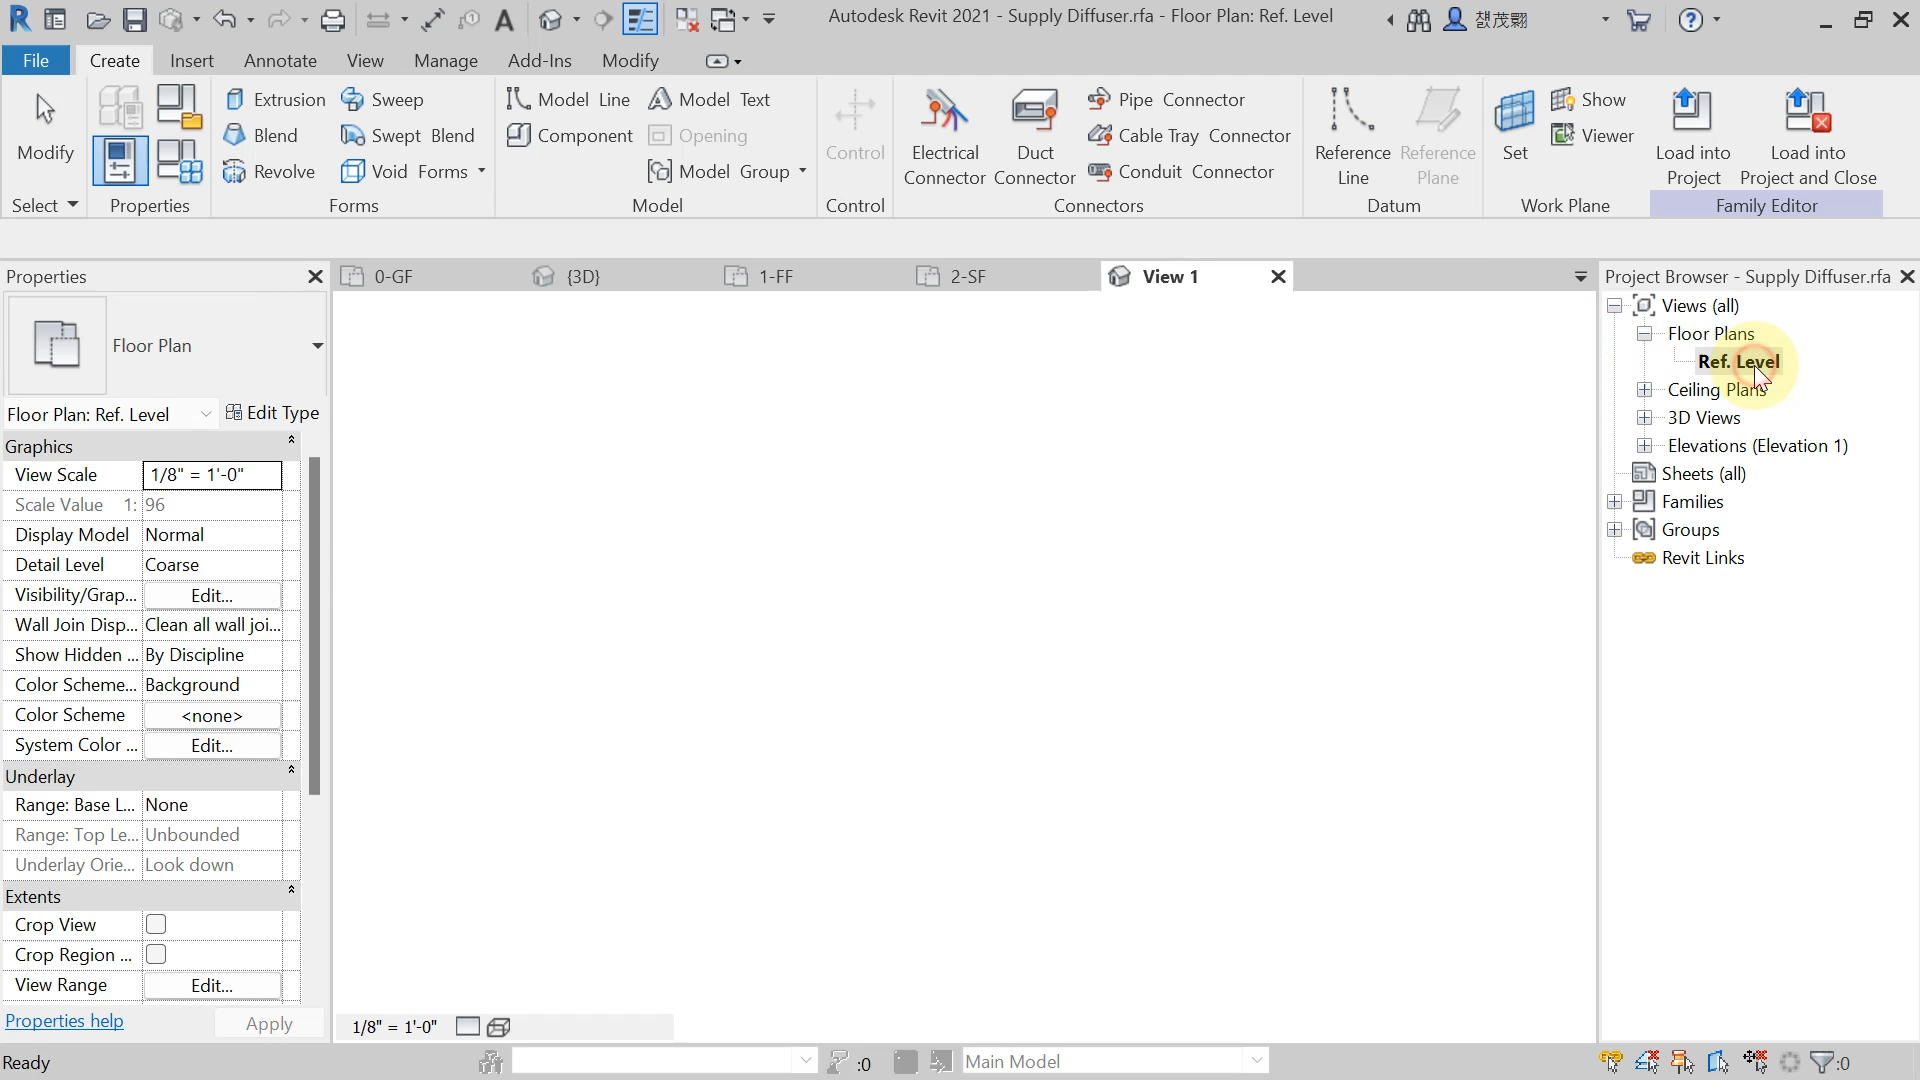 Autodesk Revit 2021 - Supply Diffuser.rfa - Floor Plan: Ref. Level
File Create Insert Annotate View Manage Add-Ins Modify
Modify
Select
Properties
Extrusion
Blend
Revolve
Sweep
Swept Blend
Void Forms
Forms
Model Line
Component
Model Text
Opening
Model Group
Model
Control
Control
Electrical Connector
Duct Connector
Pipe Connector
Cable Tray Connector
Conduit Connector
Connectors
Reference Line
Reference Plane
Datum
Set
Show
Viewer
Work Plane
Load into Project
Load into Project and Close
Family Editor
Properties
Floor Plan
Floor Plan: Ref. Level Edit Type
Graphics
View Scale 1/8" = 1'-0"
Scale Value 1: 96
Display Model Normal
Detail Level Coarse
Visibility/Grap... Edit...
Wall Join Disp... Clean all wall joi...
Show Hidden ... By Discipline
Color Scheme... Background
Color Scheme <none>
System Color ... Edit...
Underlay
Range: Base L... None
Range: Top Le... Unbounded
Underlay Orie... Look down
Extents
Crop View
Crop Region ...
View Range Edit...
Properties help Apply
0-GF {3D} 1-FF 2-SF View 1
1/8" = 1'-0"
Project Browser - Supply Diffuser.rfa
Views (all)
Floor Plans
Ref. Level
Ceiling Plans
3D Views
Elevations (Elevation 1)
Sheets (all)
Families
Groups
Revit Links
Ready :0 Main Model :0